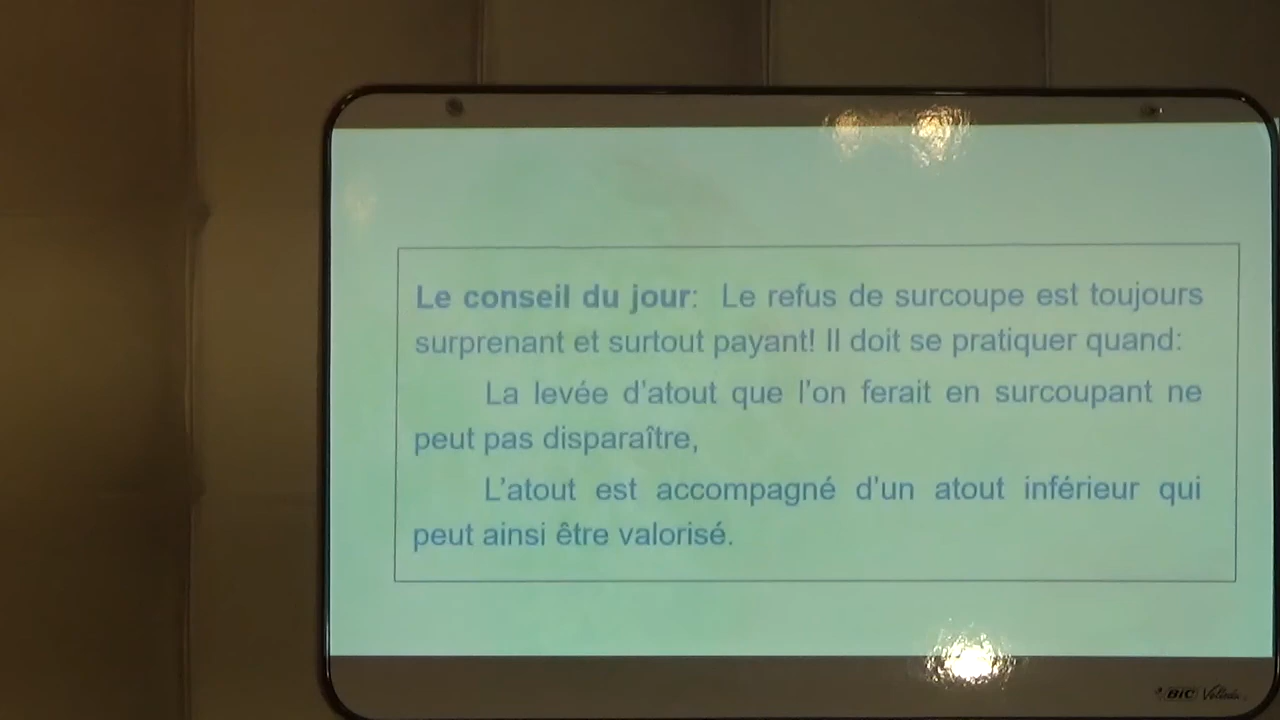 Le conseil du jour: Le refus de surcoupe est toujours
surprenant et surtout payant! Il doit se pratiquer quand:
La levée d'atout que l'on ferait en surcoupant ne
peut pas disparaître,
L'atout est accompagné d'un atout inférieur qui
peut ainsi être valorisé.
BIC Velleda